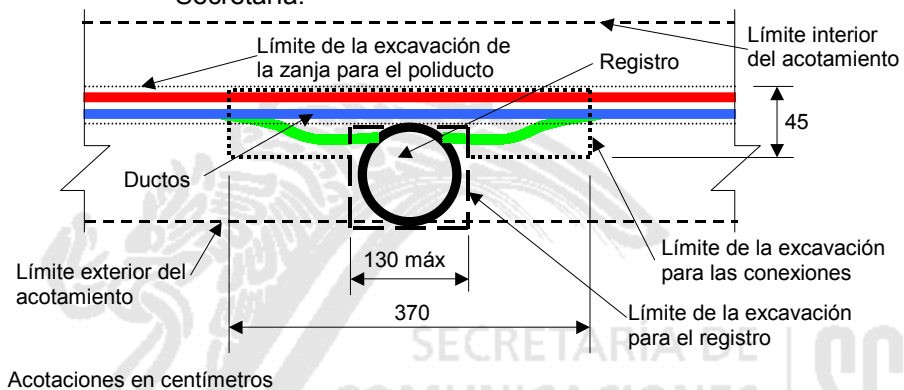 Secretaría.
Límite de la excavación de
la zanja para el poliducto
Registro
Límite interior
del acotamiento
45
Ductos
Límite exterior del
acotamiento
130 máx
370
Límite de la excavación
para las conexiones
Límite de la excavación
para el registro
SECRETARÍA DE
COMUNICACIONES
Acotaciones en centímetros